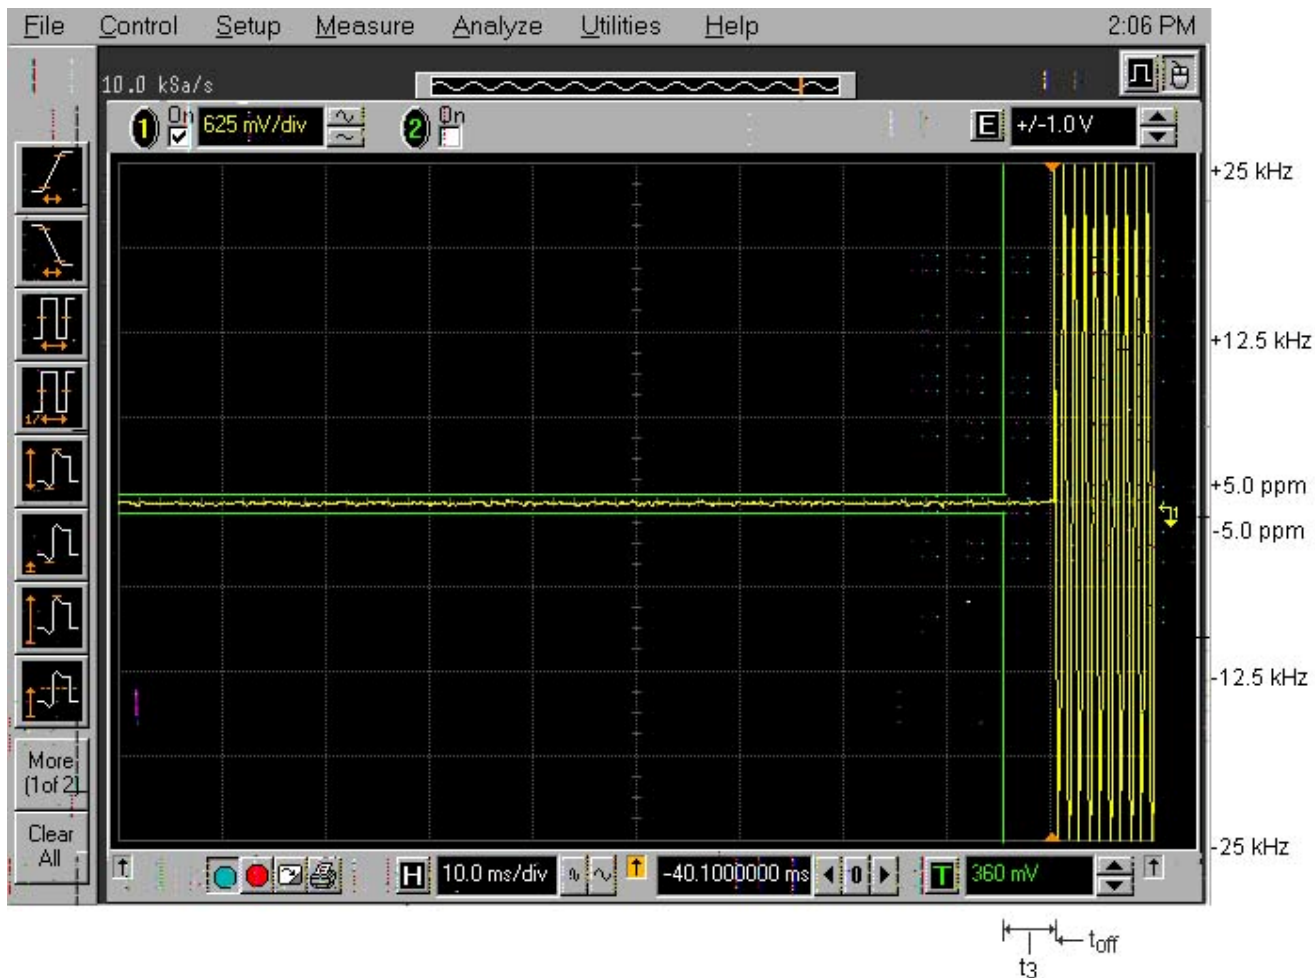 File Control Setup Measure Analyze Utilities Help 2:06 PM
10.0 kSa/s
1 On 625 mV/div 2 On E +/-1.0 V
+25 kHz
+12.5 kHz
1/
+5.0 ppm
-5.0 ppm
-12.5 kHz
More
(1of 2)
Clear
All
-25 kHz
H 10.0 ms/div -40.1000000 ms 0 T 360 mV
toff
t3